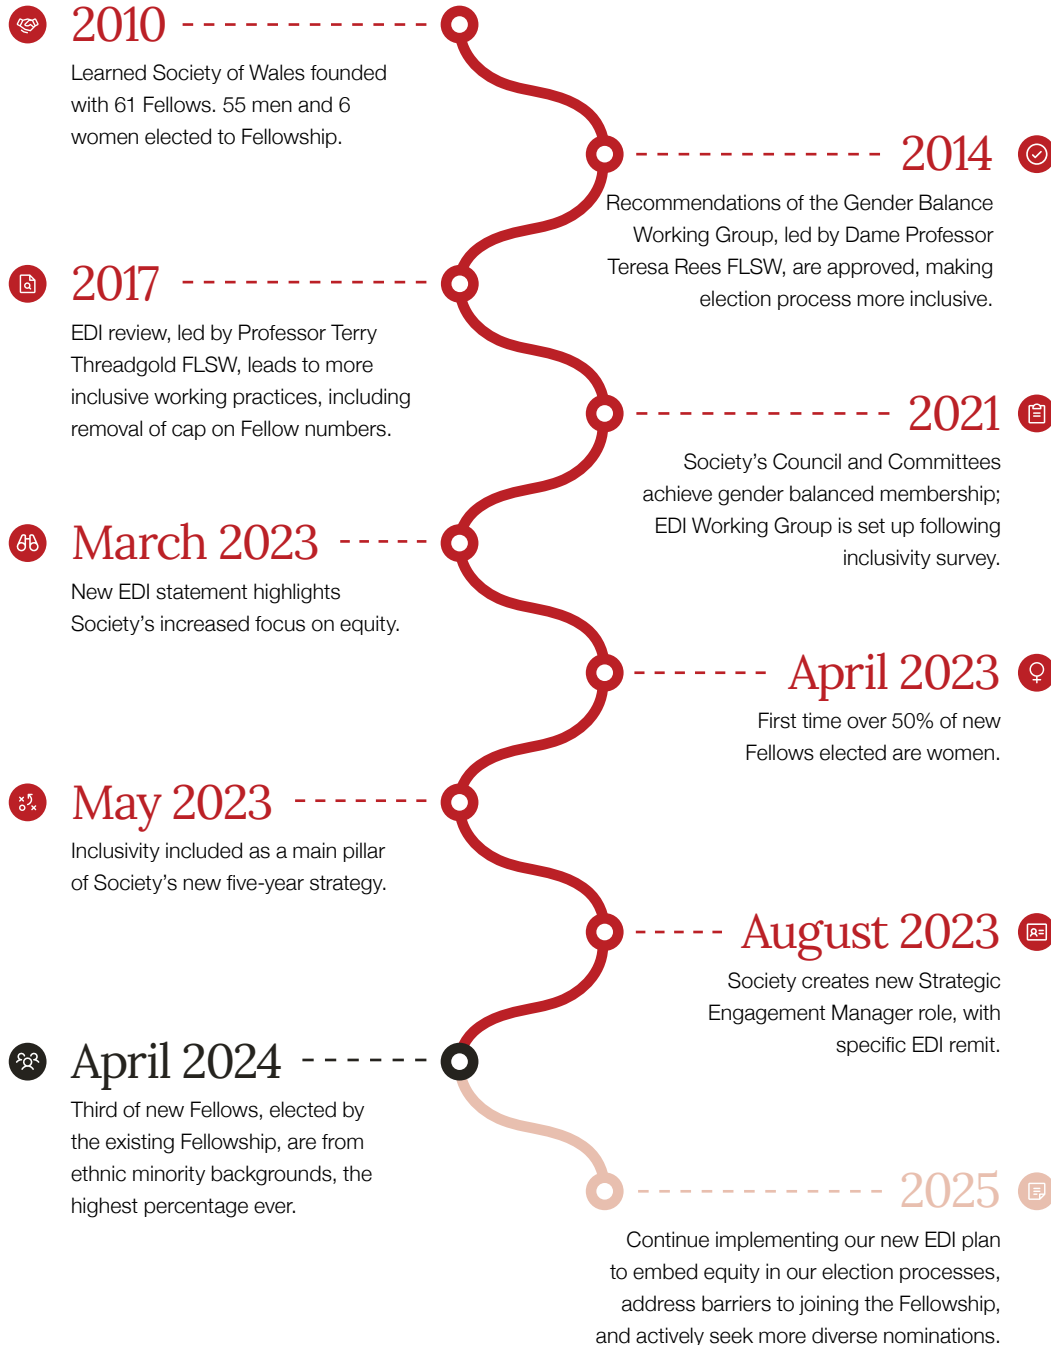 2010
Learned Society of Wales founded
with 61 Fellows. 55 men and 6
women elected to Fellowship.
2014
Recommendations of the Gender Balance
Working Group, led by Dame Professor
Teresa Rees FLSW, are approved, making
election process more inclusive.
2017
EDI review, led by Professor Terry
Threadgold FLSW, leads to more
inclusive working practices, including
removal of cap on Fellow numbers.
2021
Society’s Council and Committees
achieve gender balanced membership;
EDI Working Group is set up following
inclusivity survey.
March 2023
New EDI statement highlights
Society’s increased focus on equity.
April 2023
First time over 50% of new
Fellows elected are women.
May 2023
Inclusivity included as a main pillar
of Society’s new five-year strategy.
August 2023
Society creates new Strategic
Engagement Manager role, with
specific EDI remit.
April 2024
Third of new Fellows, elected by
the existing Fellowship, are from
ethnic minority backgrounds, the
highest percentage ever.
2025
Continue implementing our new EDI plan
to embed equity in our election processes,
address barriers to joining the Fellowship,
and actively seek more diverse nominations.